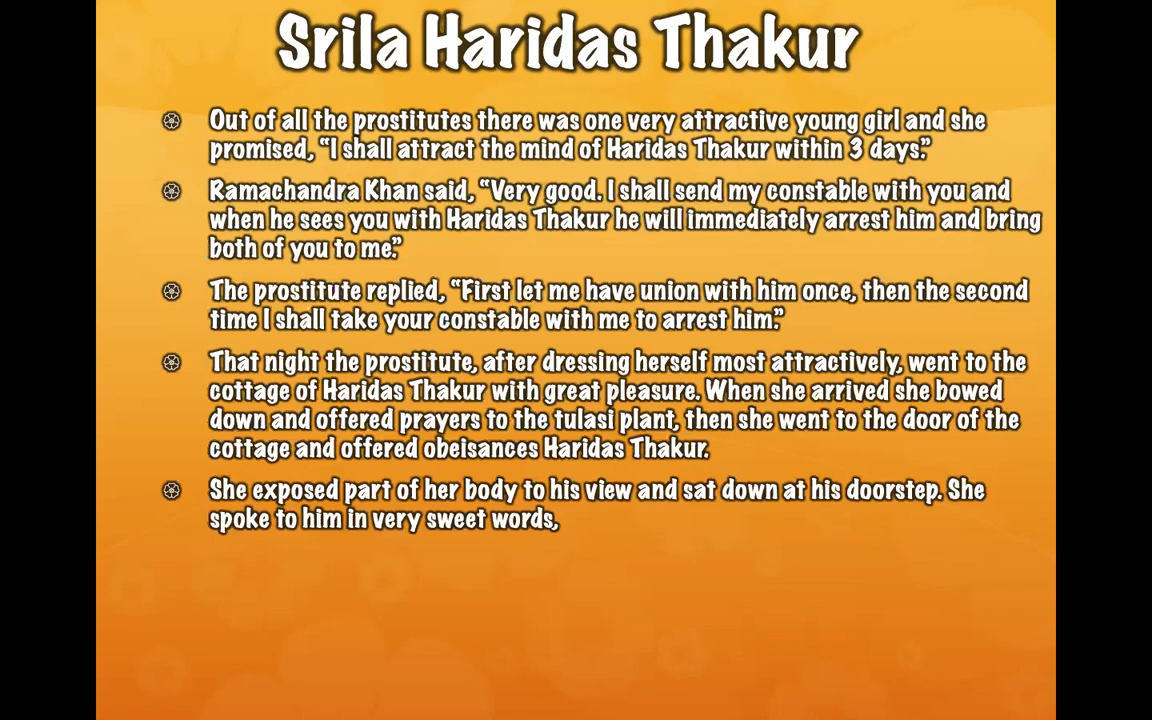 Srila Haridas Thakur
Out of all the prostitutes there was one very attractive young girl and she
promised, “I shall attract the mind of Haridas Thakur within 3 days.”
Ramachandra Khan said, “Very good. I shall send my constable with you and
when he sees you with Haridas Thakur he will immediately arrest him and bring
both of you to me.”
The prostitute replied, “First let me have union with him once, then the second
time I shall take your constable with me to arrest him.”
That night the prostitute, after dressing herself most attractively, went to the
cottage of Haridas Thakur with great pleasure. When she arrived she bowed
down and offered prayers to the tulasi plant, then she went to the door of the
cottage and offered obeisances Haridas Thakur.
She exposed part of her body to his view and sat down at his doorstep. She
spoke to him in very sweet words,